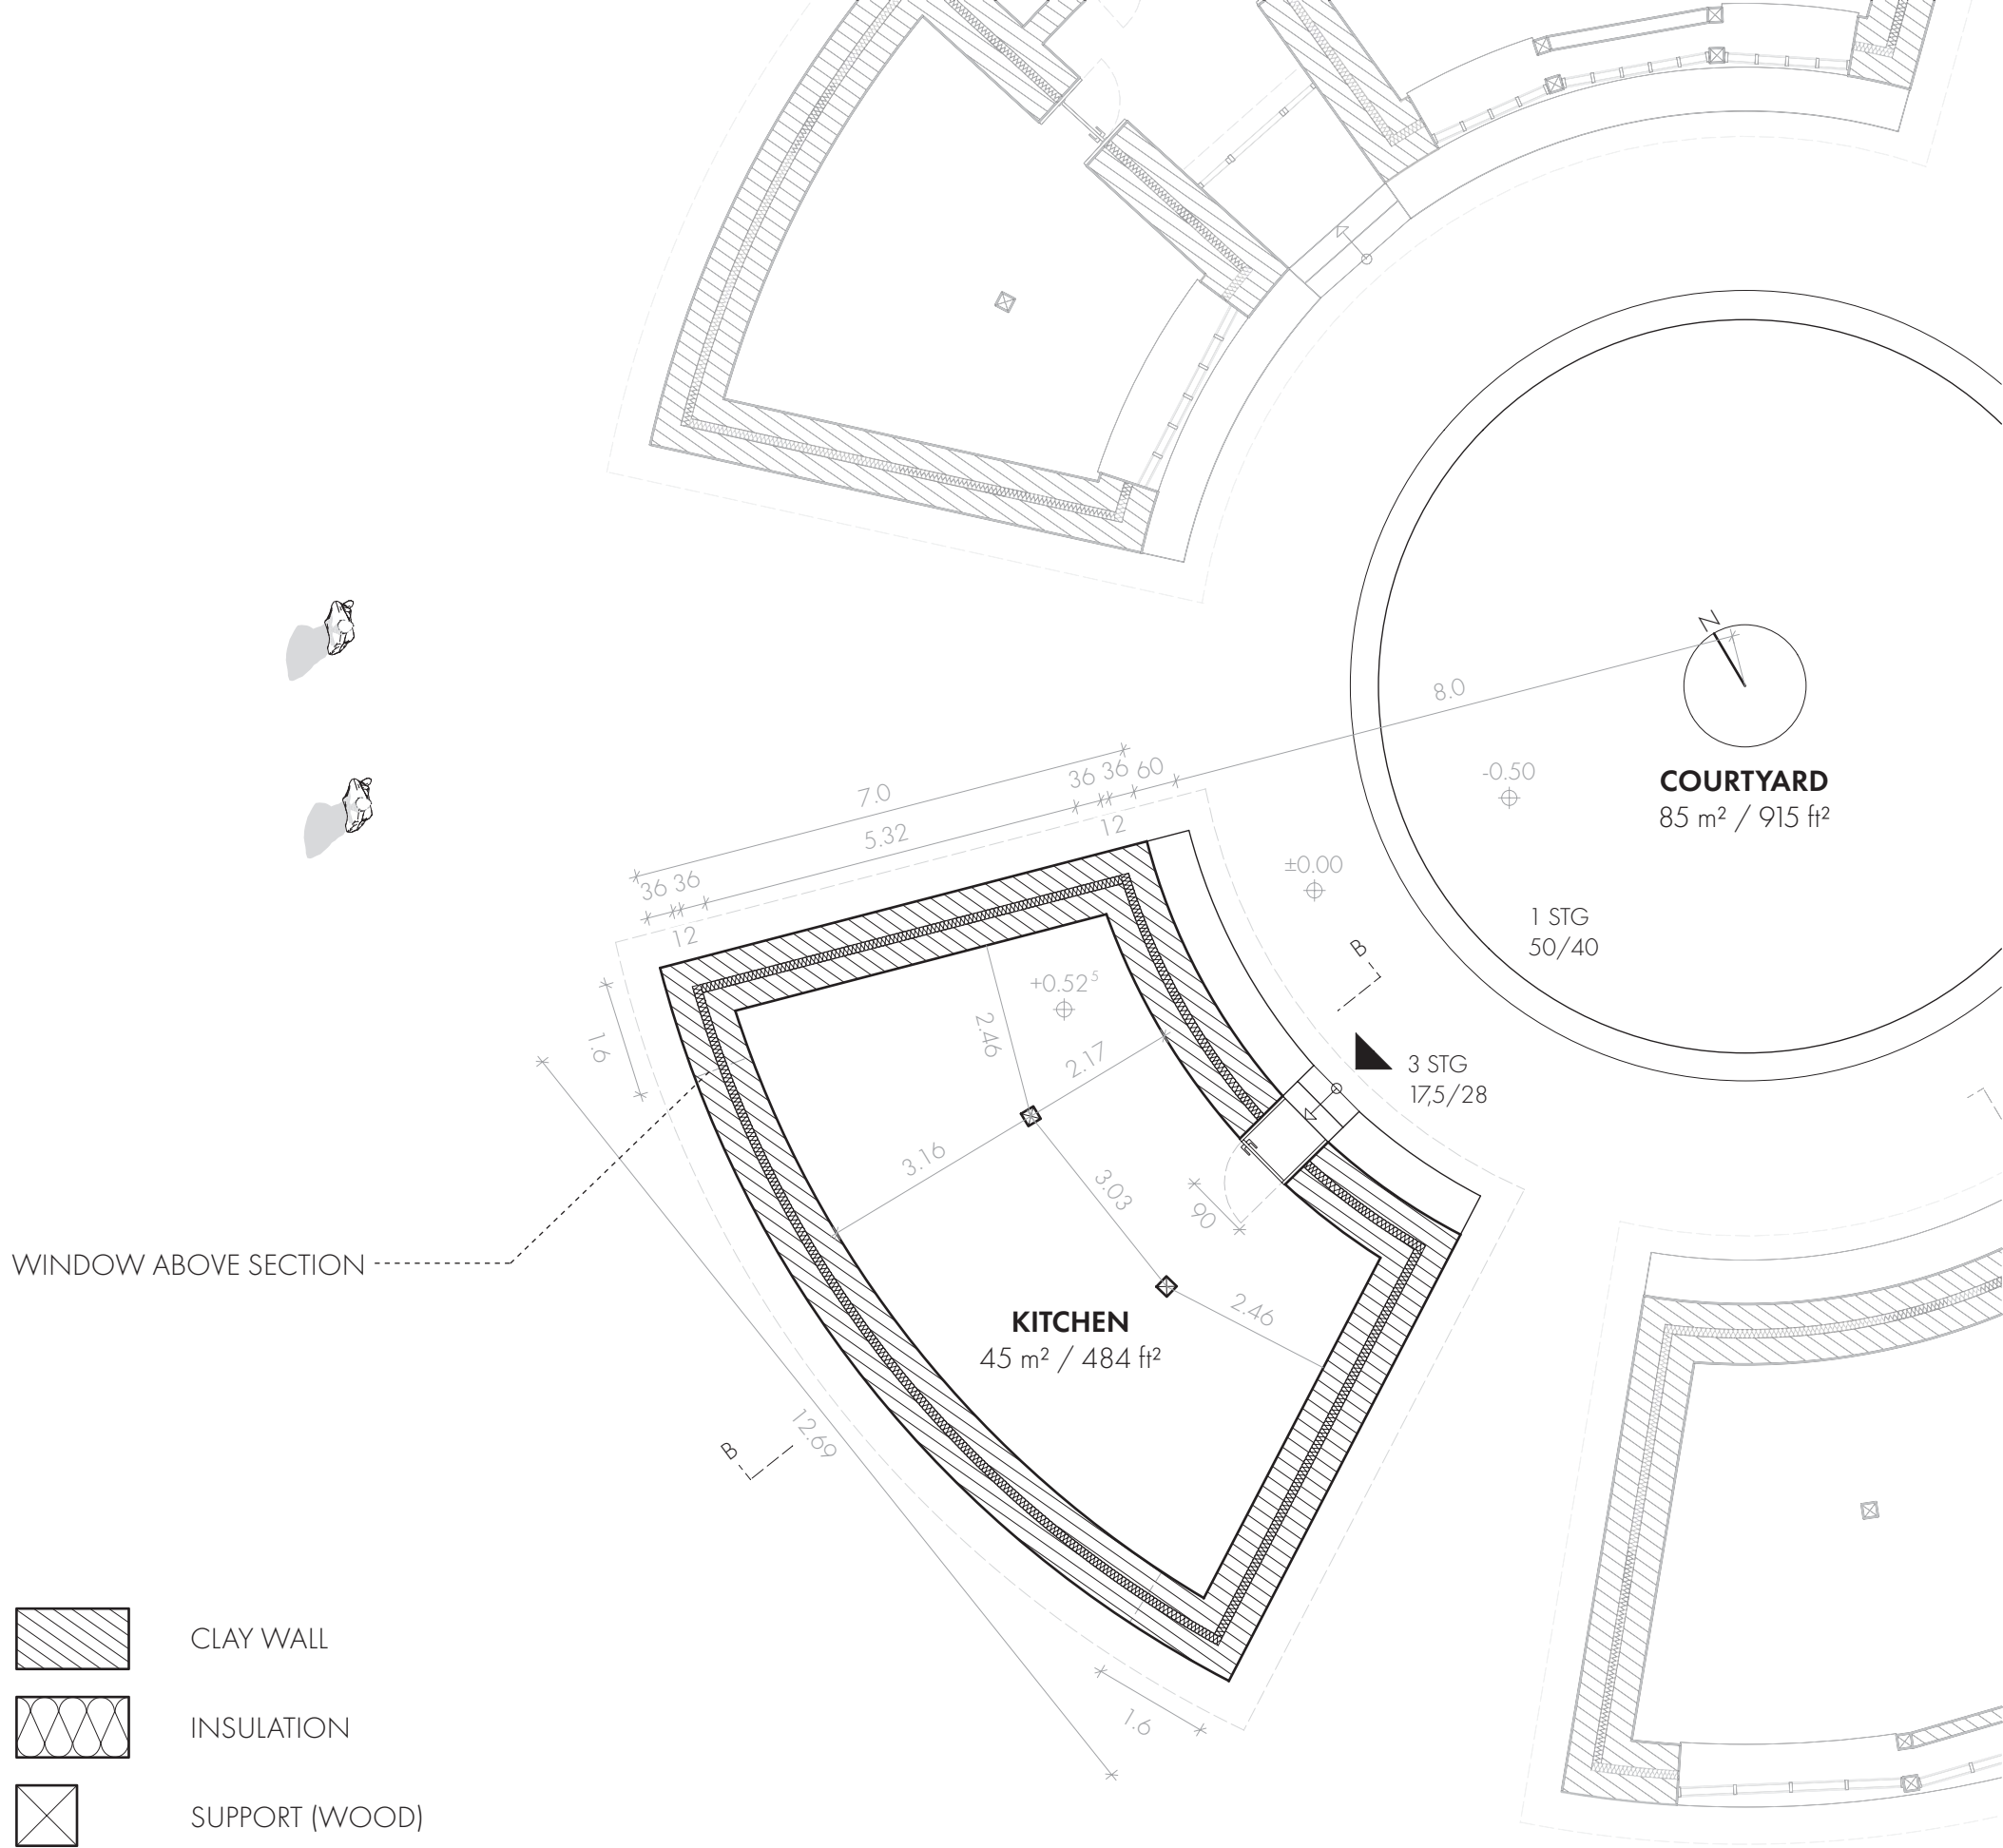 N
8.0
-0.50
COURTYARD
85 m² / 915 ft²
7.0
36 36 60
5.32
12
36 36
12
±0.00
1 STG
50/40
B
+0.52⁵
2.46
2.17
1.6
3 STG
17,5/28
3.16
3.03
90
WINDOW ABOVE SECTION
KITCHEN
45 m² / 484 ft²
2.46
12.69
B
1.6
CLAY WALL
INSULATION
SUPPORT (WOOD)